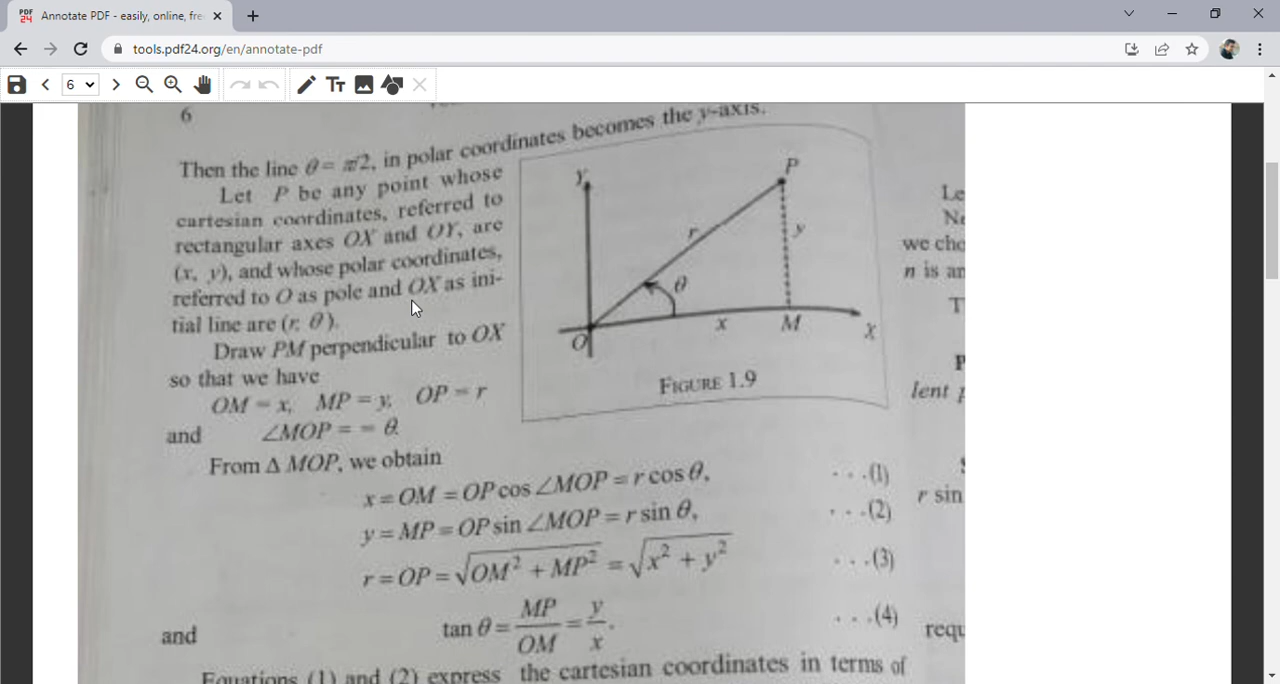 PDF
24
Annotate PDF - easily, online, fre
tools.pdf24.org/en/annotate-pdf
6
Tт
6
Then the line θ = π/2, in polar coordinates becomes the y-axis.
Let P be any point whose
cartesian coordinates, referred to
rectangular axes OX and OY, are
(x, y), and whose polar coordinates,
referred to O as pole and OX as ini-
tial line are (r, θ).
Draw PM perpendicular to OX
so that we have
OM = x, MP = y, OP = r
and ∠MOP = = θ.
From Δ MOP, we obtain
x = OM = OP cos ∠MOP = r cos θ, . . .(1)
y = MP = OP sin ∠MOP = r sin θ, . . .(2)
r = OP = √(OM² + MP²) = √(x² + y²) . . .(3)
and tan θ = MP/OM = y/x. . . .(4)
Equations (1) and (2) express the cartesian coordinates in terms of
Y
P
r
y
θ
O
x
M
X
FIGURE 1.9
Le
Ne
we cho
n is an
T
P
lent p
r sin
requ